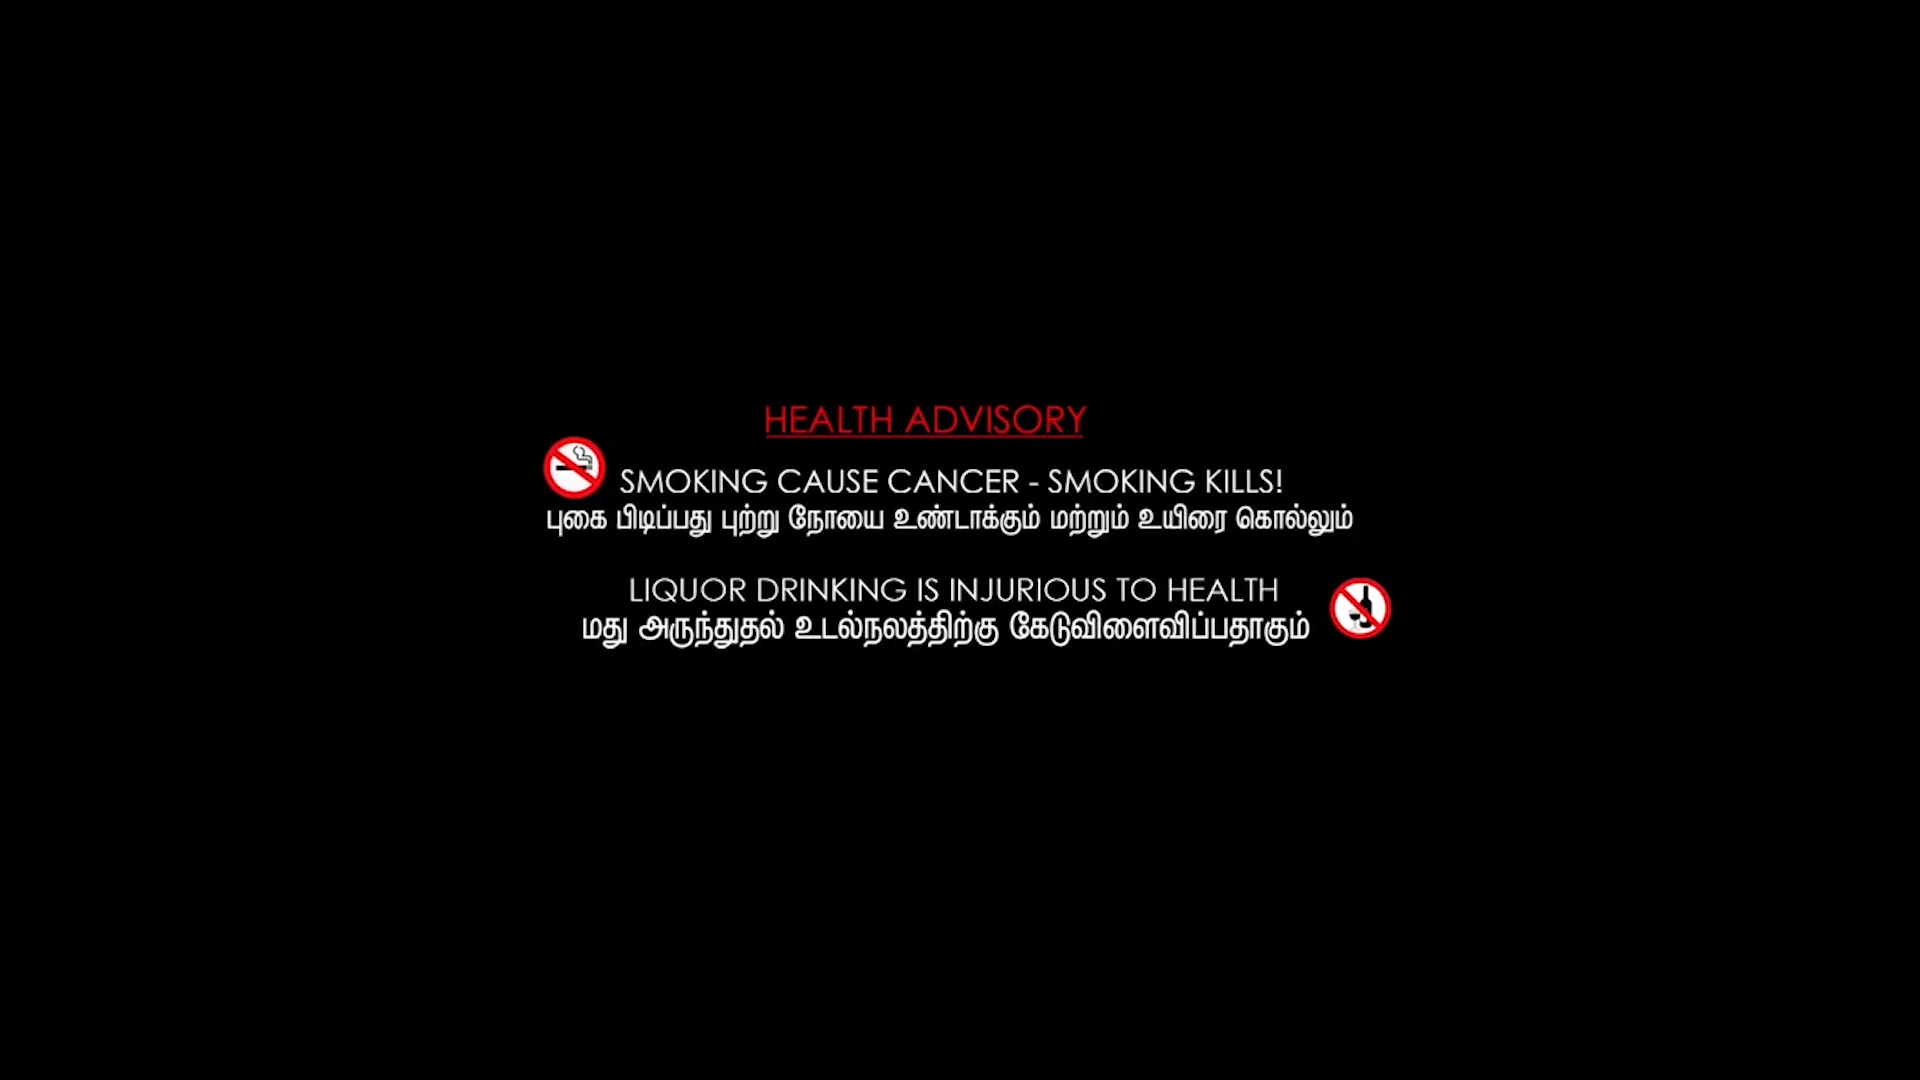 HEALTH ADVISORY
SMOKING CAUSE CANCER - SMOKING KILLS!
புகை பிடிப்பது புற்று நோயை உண்டாக்கும் மற்றும் உயிரை கொல்லும்
LIQUOR DRINKING IS INJURIOUS TO HEALTH
மது அருந்துதல் உடல்நலத்திற்கு கேடுவிளைவிப்பதாகும்